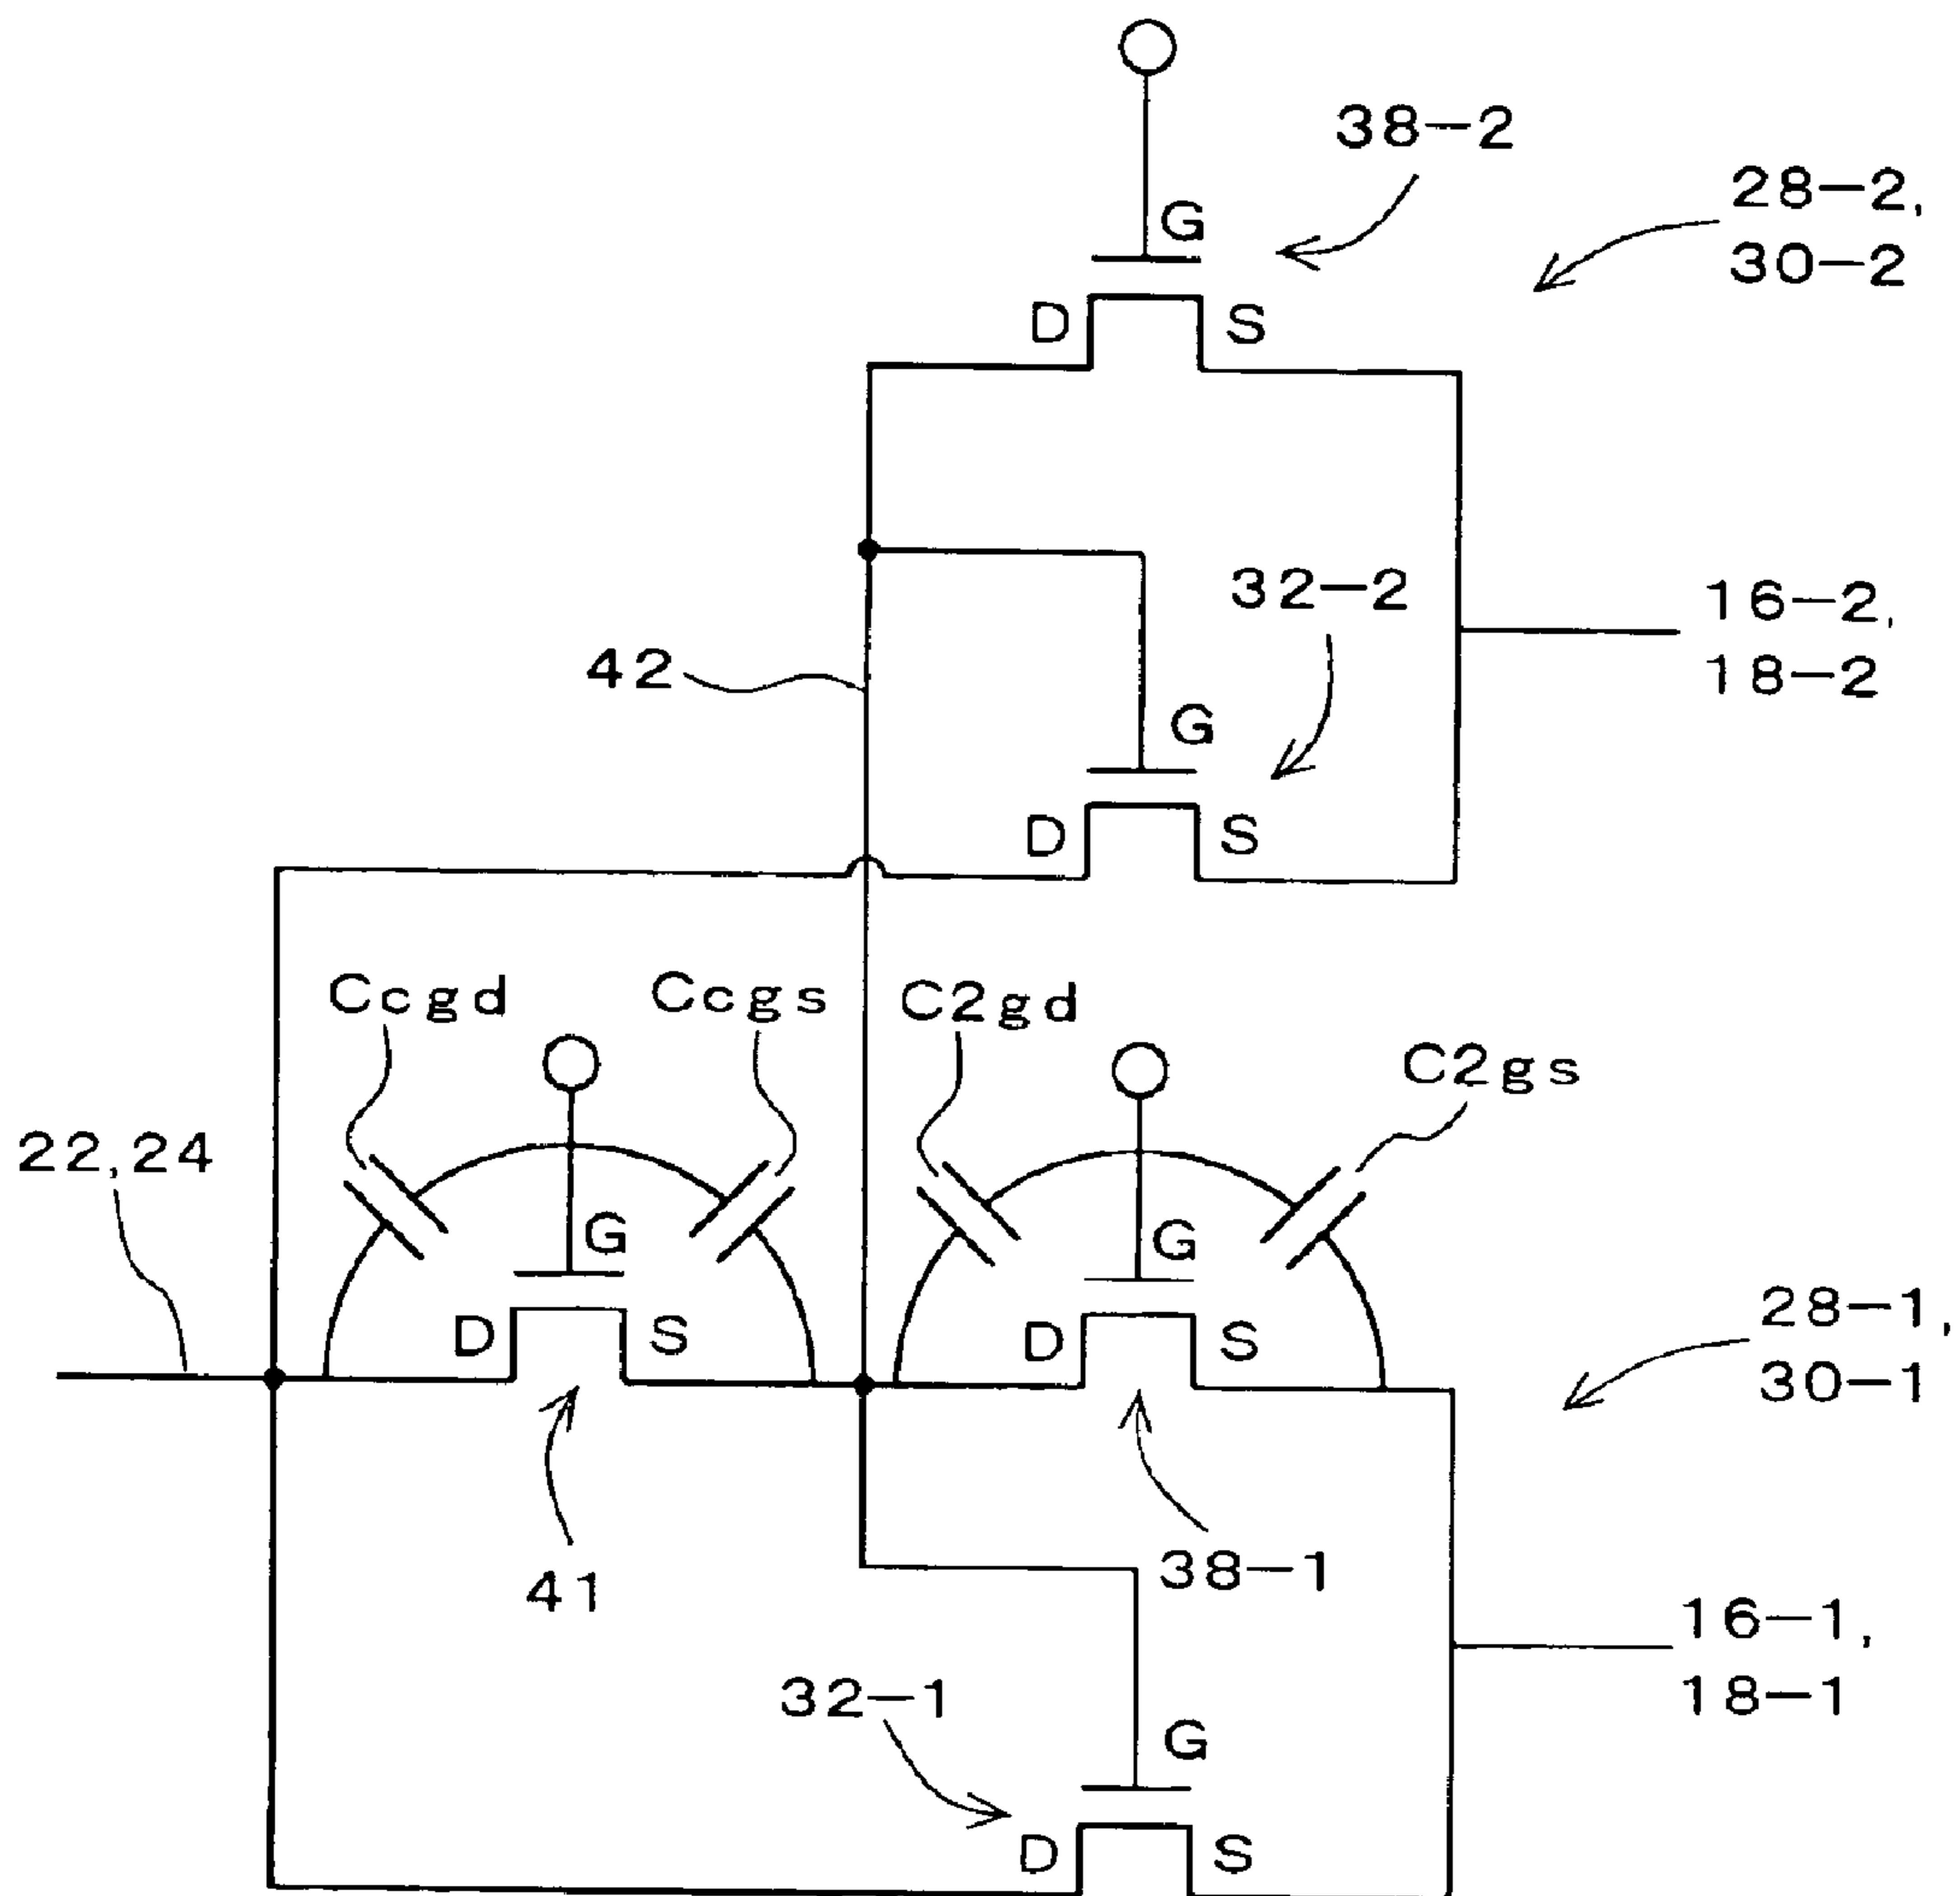 38-2
28-2,
30-2
G
D S
32-2
16-2,
18-2
42
G
D S
Ccgd Ccgs C2gd C2gs
22,24
G G
D S D S
28-1,
30-1
41
38-1
16-1,
18-1
32-1
G
D S